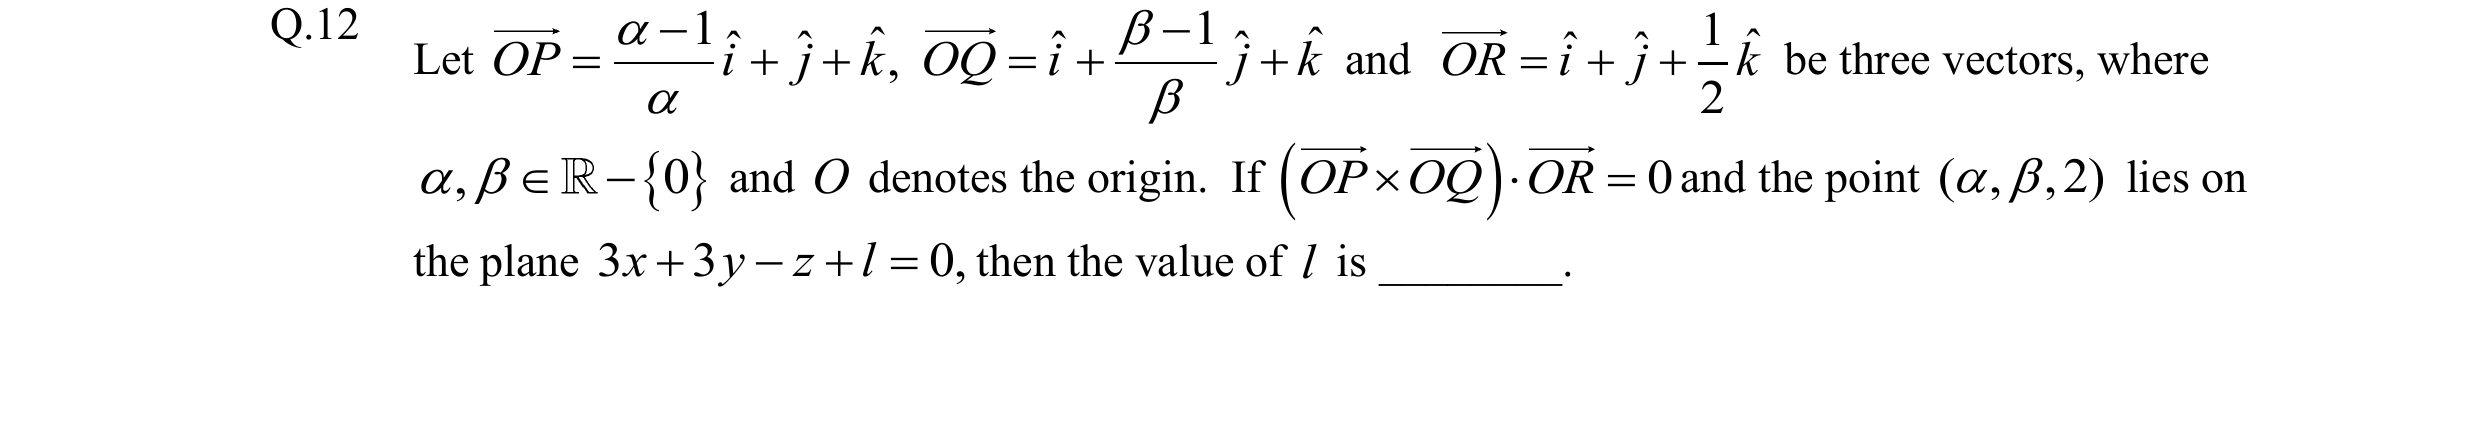 Q.12 Let $\overrightarrow{OP} = \frac{\alpha - 1}{\alpha}\hat{i} + \hat{j} + \hat{k}$, $\overrightarrow{OQ} = \hat{i} + \frac{\beta - 1}{\beta}\hat{j} + \hat{k}$ and $\overrightarrow{OR} = \hat{i} + \hat{j} + \frac{1}{2}\hat{k}$ be three vectors, where
$\alpha, \beta \in \mathbb{R} - \{0\}$ and $O$ denotes the origin. If $\left(\overrightarrow{OP} \times \overrightarrow{OQ}\right) \cdot \overrightarrow{OR} = 0$ and the point $(\alpha, \beta, 2)$ lies on
the plane $3x + 3y - z + l = 0$, then the value of $l$ is ________.